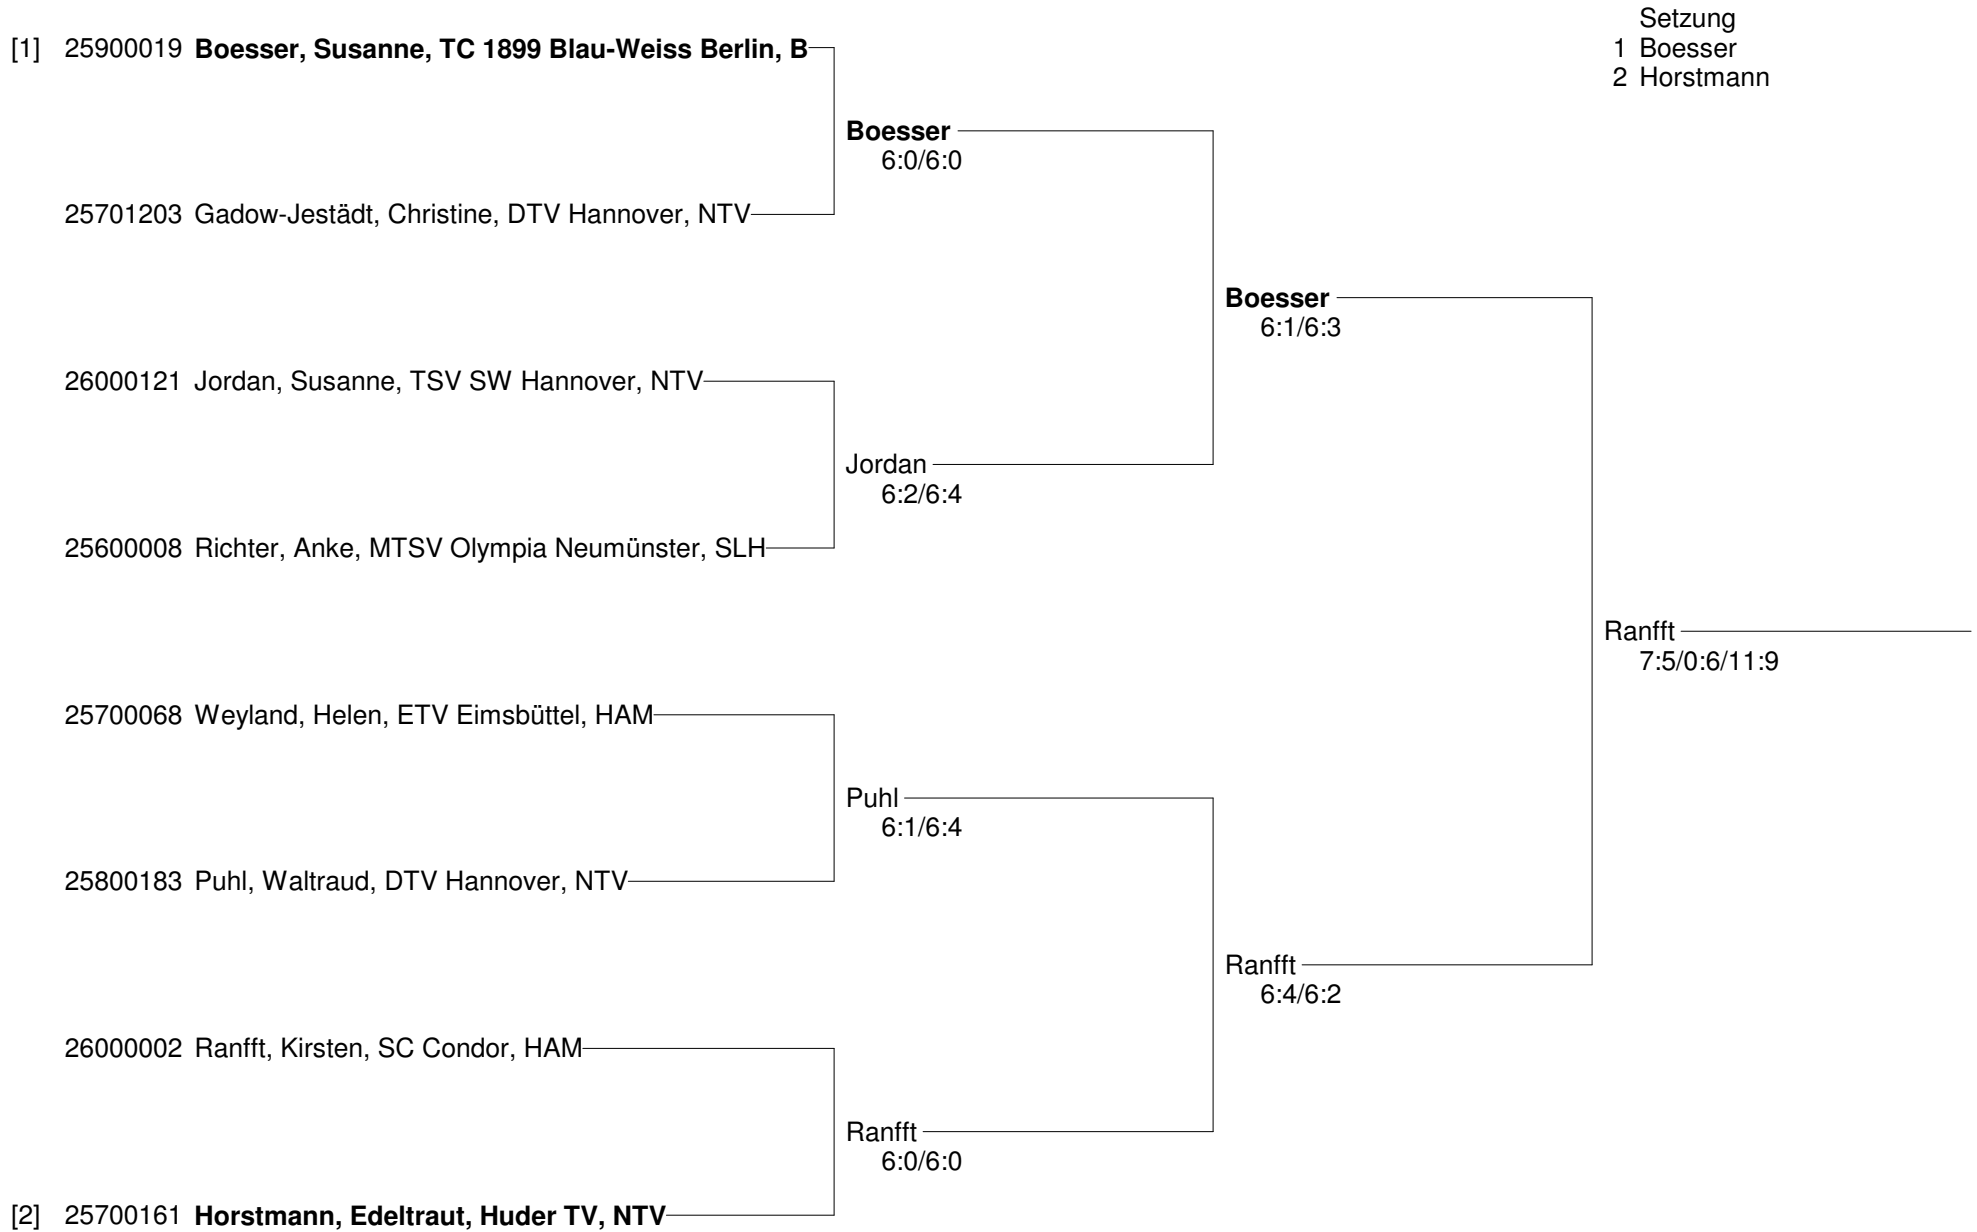 Setzung
1 Boesser
2 Horstmann
[1] 25900019 Boesser, Susanne, TC 1899 Blau-Weiss Berlin, B
Boesser
6:0/6:0
25701203 Gadow-Jestädt, Christine, DTV Hannover, NTV
Boesser
6:1/6:3
26000121 Jordan, Susanne, TSV SW Hannover, NTV
Jordan
6:2/6:4
25600008 Richter, Anke, MTSV Olympia Neumünster, SLH
Ranfft
7:5/0:6/11:9
25700068 Weyland, Helen, ETV Eimsbüttel, HAM
Puhl
6:1/6:4
25800183 Puhl, Waltraud, DTV Hannover, NTV
Ranfft
6:4/6:2
26000002 Ranfft, Kirsten, SC Condor, HAM
Ranfft
6:0/6:0
[2] 25700161 Horstmann, Edeltraut, Huder TV, NTV